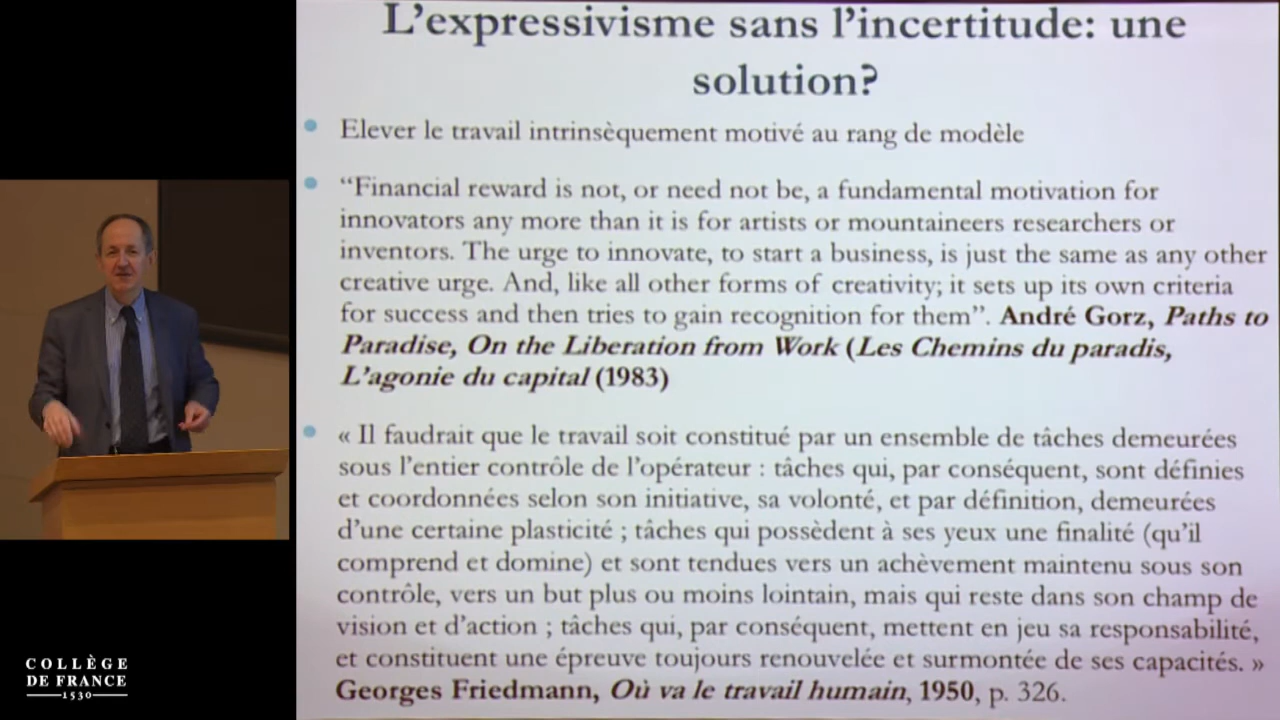 L'expressivisme sans l'incertitude: une
solution?
Elever le travail intrinsèquement motivé au rang de modèle
“Financial reward is not, or need not be, a fundamental motivation for
innovators any more than it is for artists or mountaineers researchers or
inventors. The urge to innovate, to start a business, is just the same as any other
creative urge. And, like all other forms of creativity; it sets up its own criteria
for success and then tries to gain recognition for them”. André Gorz, Paths to
Paradise, On the Liberation from Work (Les Chemins du paradis,
L'agonie du capital (1983)
« Il faudrait que le travail soit constitué par un ensemble de tâches demeurées
sous l'entier contrôle de l'opérateur : tâches qui, par conséquent, sont définies
et coordonnées selon son initiative, sa volonté, et par définition, demeurées
d'une certaine plasticité ; tâches qui possèdent à ses yeux une finalité (qu'il
comprend et domine) et sont tendues vers un achèvement maintenu sous son
contrôle, vers un but plus ou moins lointain, mais qui reste dans son champ de
vision et d'action ; tâches qui, par conséquent, mettent en jeu sa responsabilité,
et constituent une épreuve toujours renouvelée et surmontée de ses capacités. »
Georges Friedmann, Où va le travail humain, 1950, p. 326.
COLLÈGE
DE FRANCE
1530